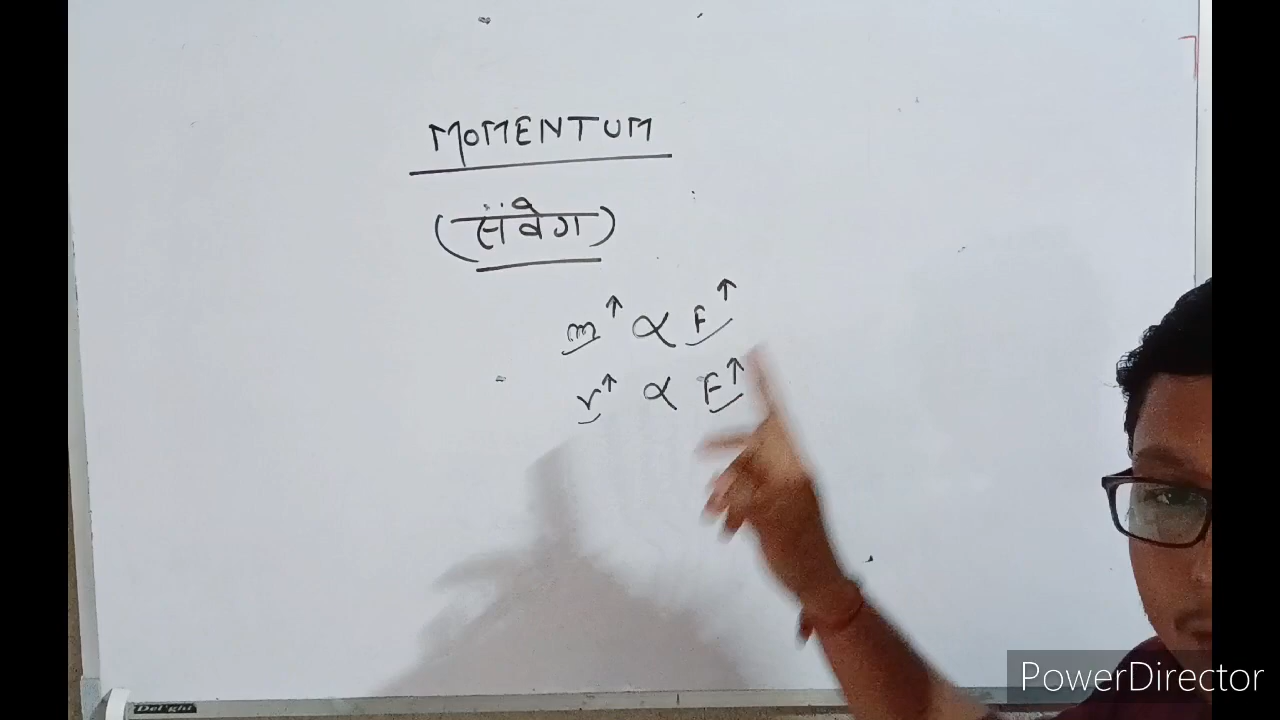 MOMENTUM
(संवेग)
m↑ ∝ F↑
v↑ ∝ F↑
PowerDirector